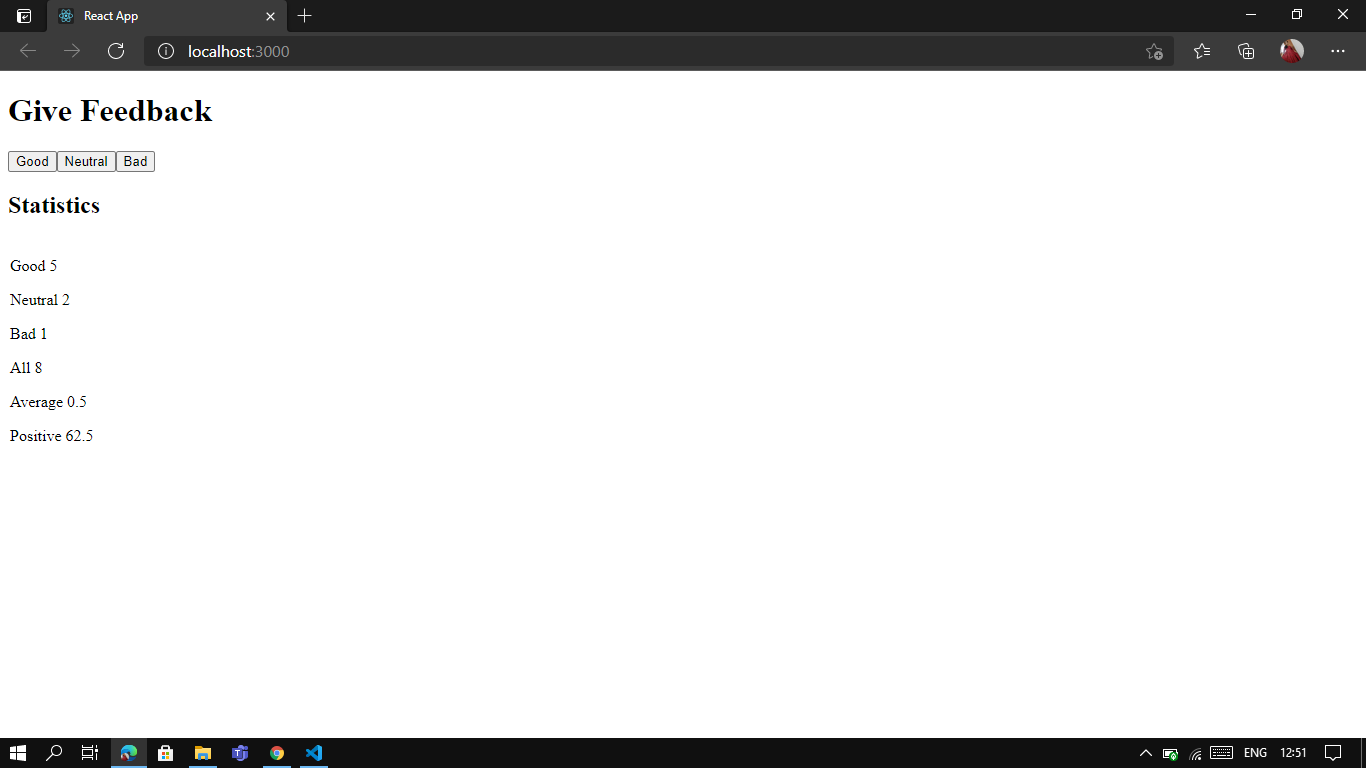 React App
localhost:3000
Give Feedback
Good Neutral Bad
Statistics
Good 5
Neutral 2
Bad 1
All 8
Average 0.5
Positive 62.5
ENG 12:51